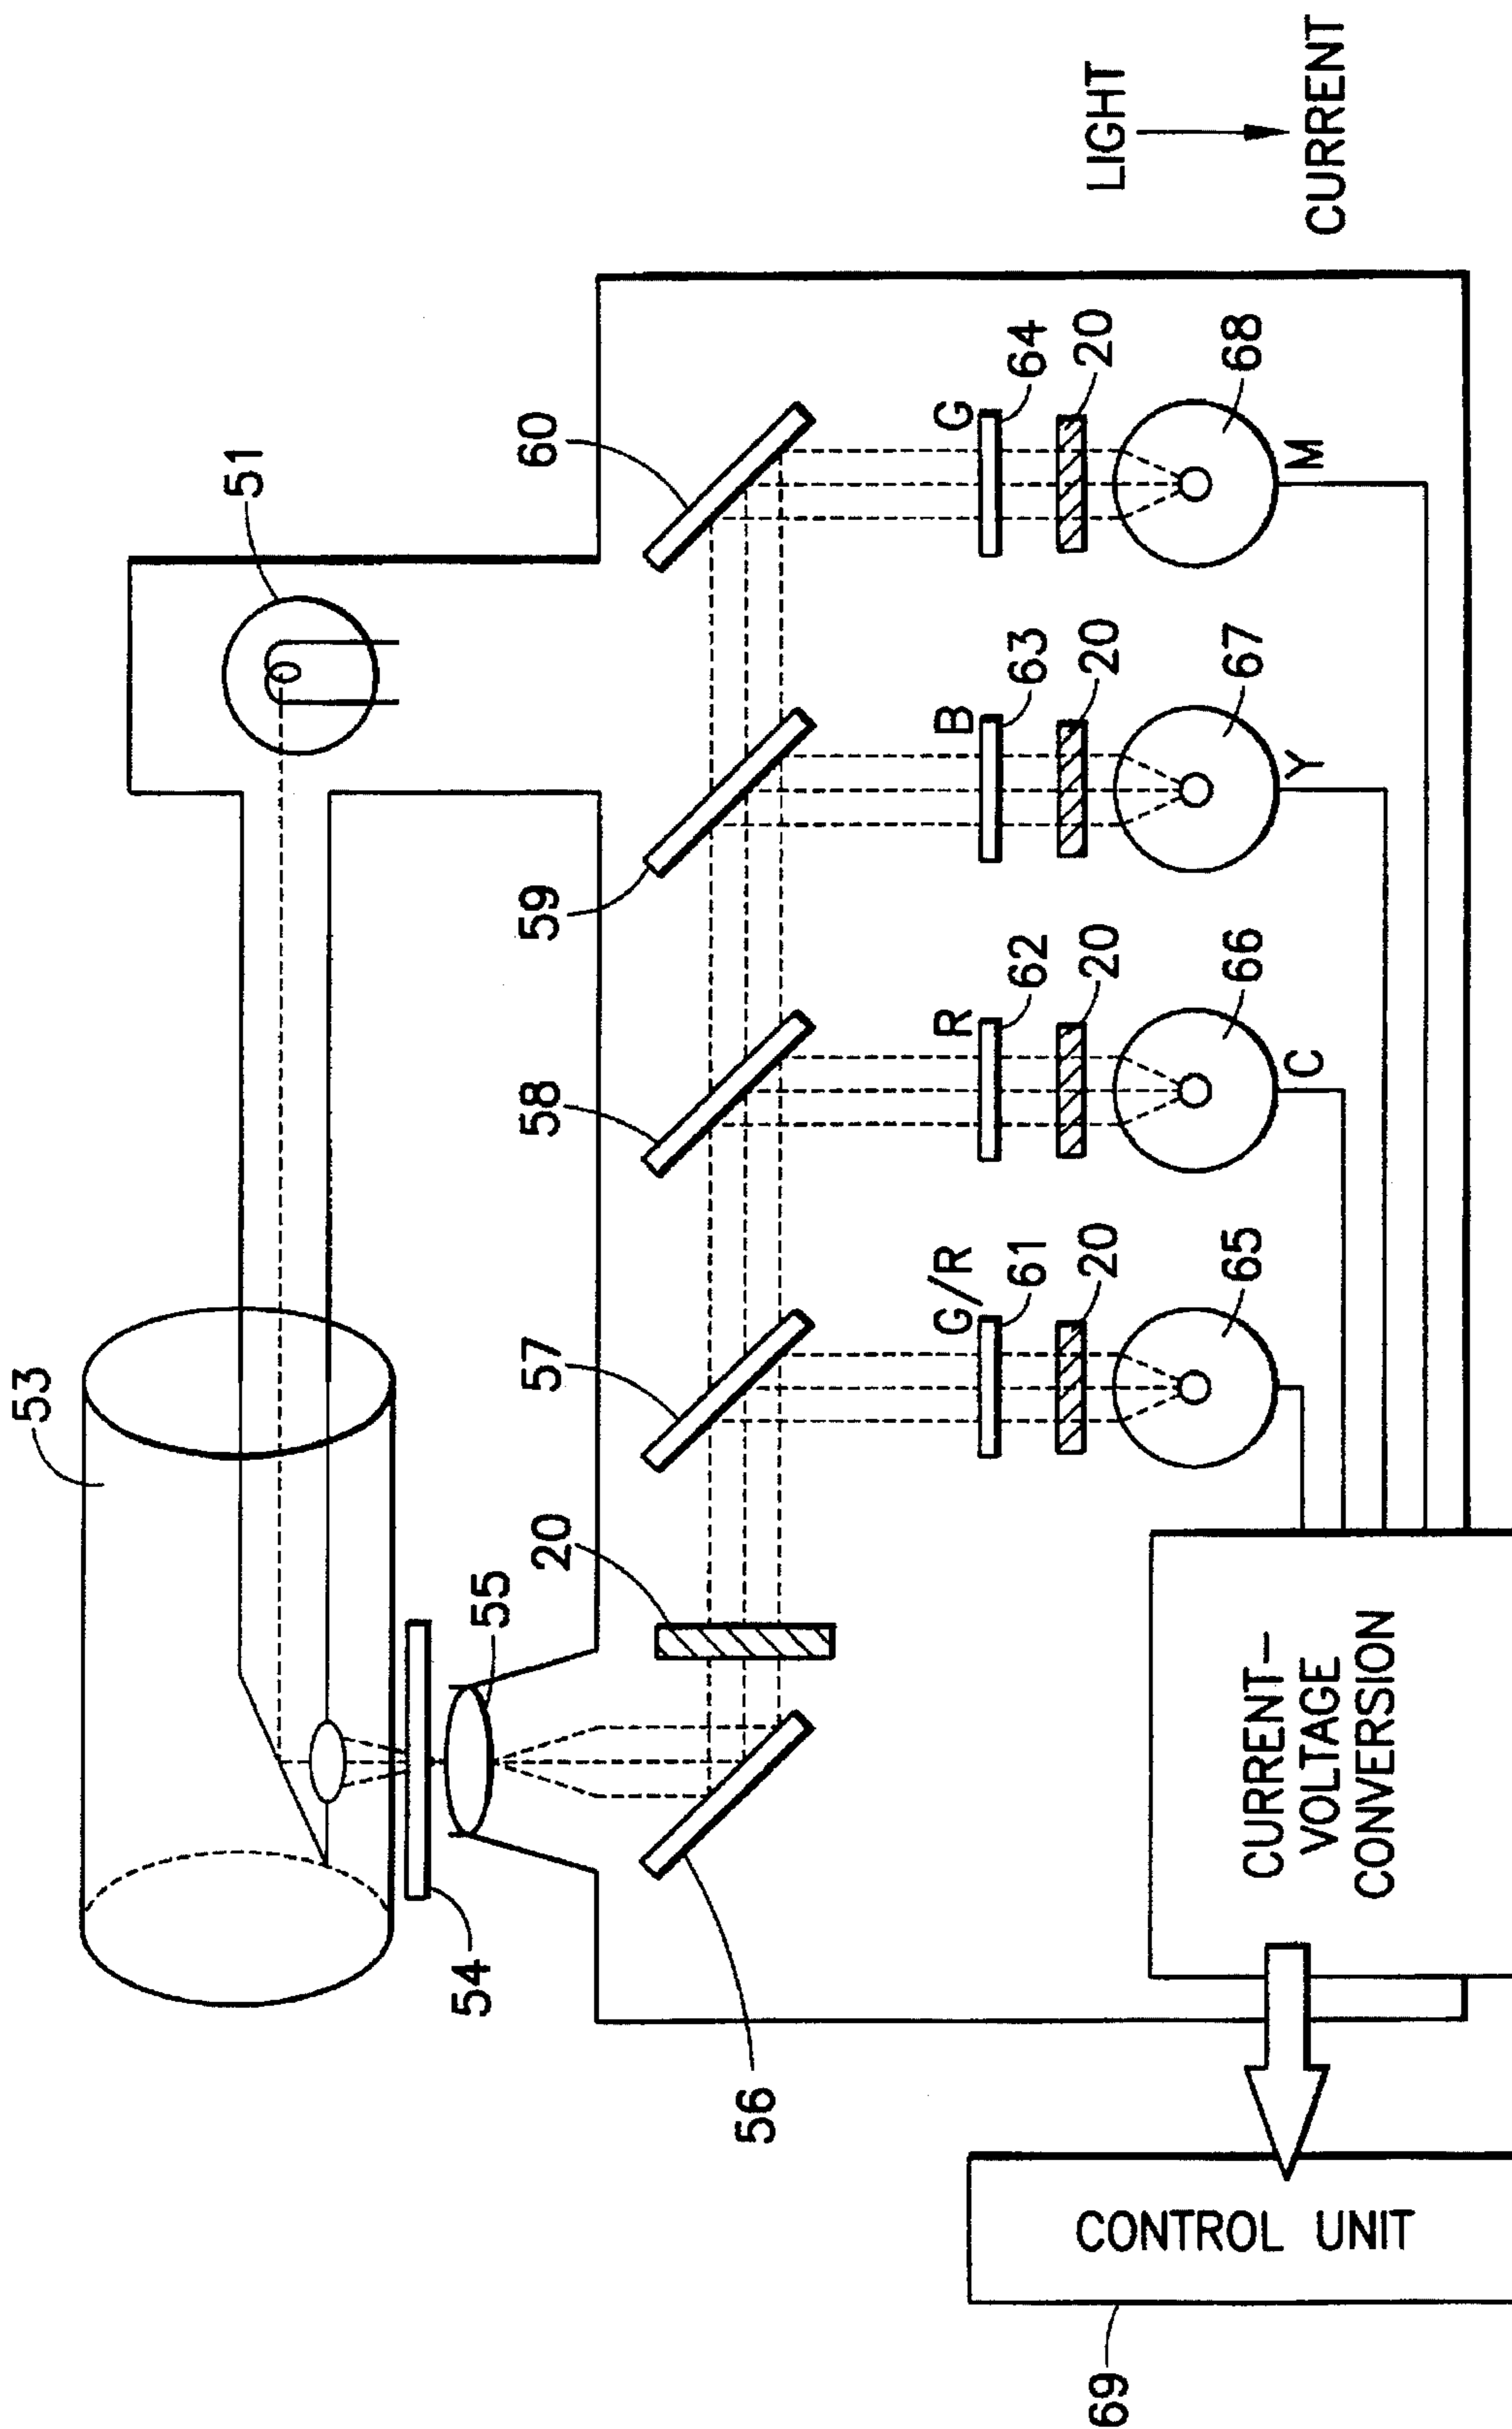 53
51
54
55
20
56
57
58
59
60
G/R
61
R
62
B
63
G
64
20
20
20
20
65
66
67
68
C
Y
M
CURRENT-
VOLTAGE
CONVERSION
CONTROL UNIT
69
LIGHT
CURRENT